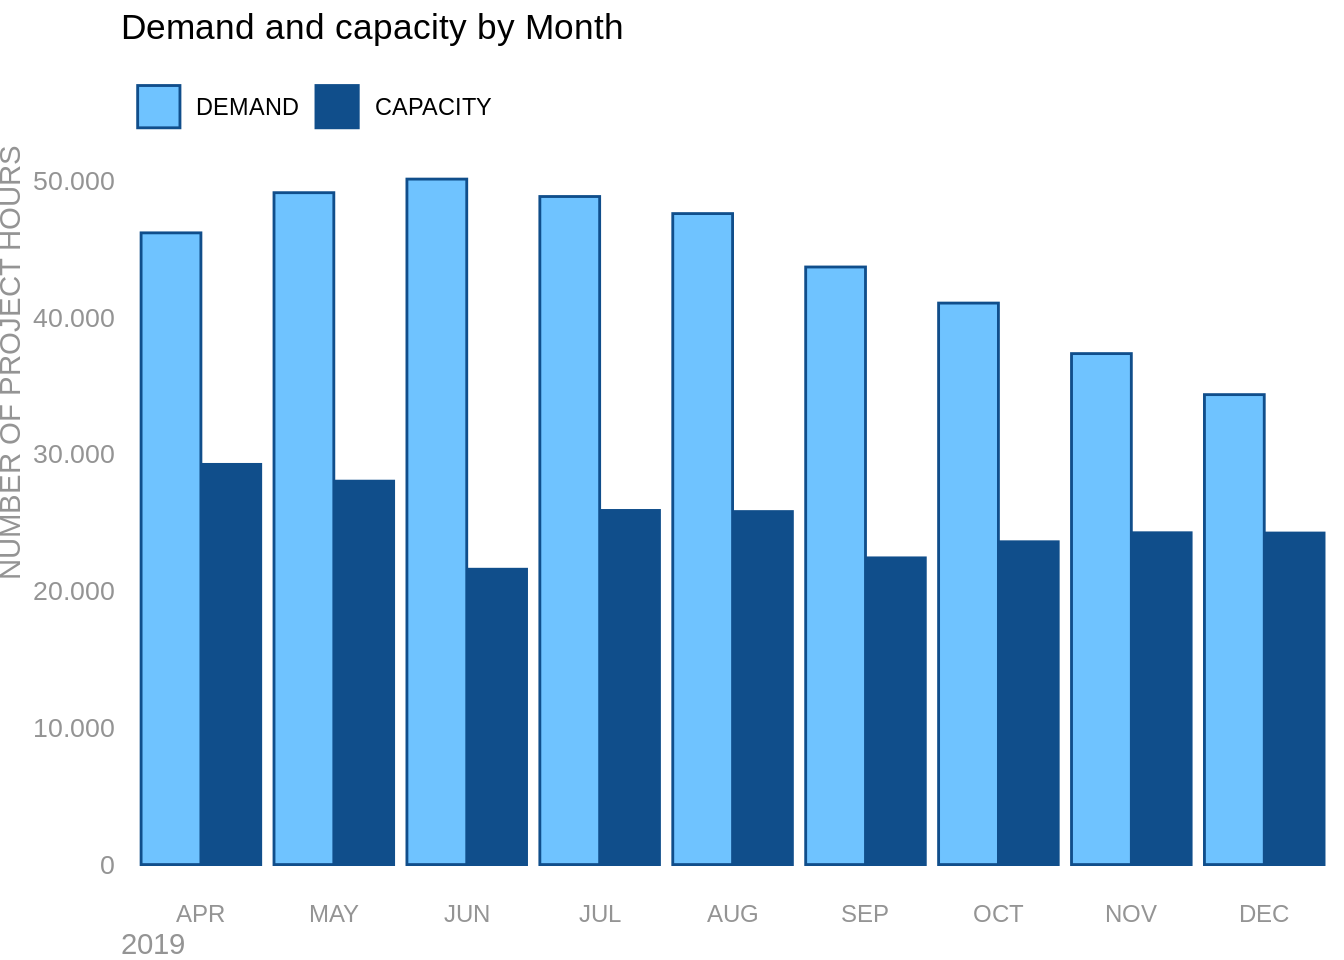 Demand and capacity by Month
DEMAND CAPACITY
NUMBER OF PROJECT HOURS
50.000
40.000
30.000
20.000
10.000
0
APR MAY JUN JUL AUG SEP OCT NOV DEC
2019